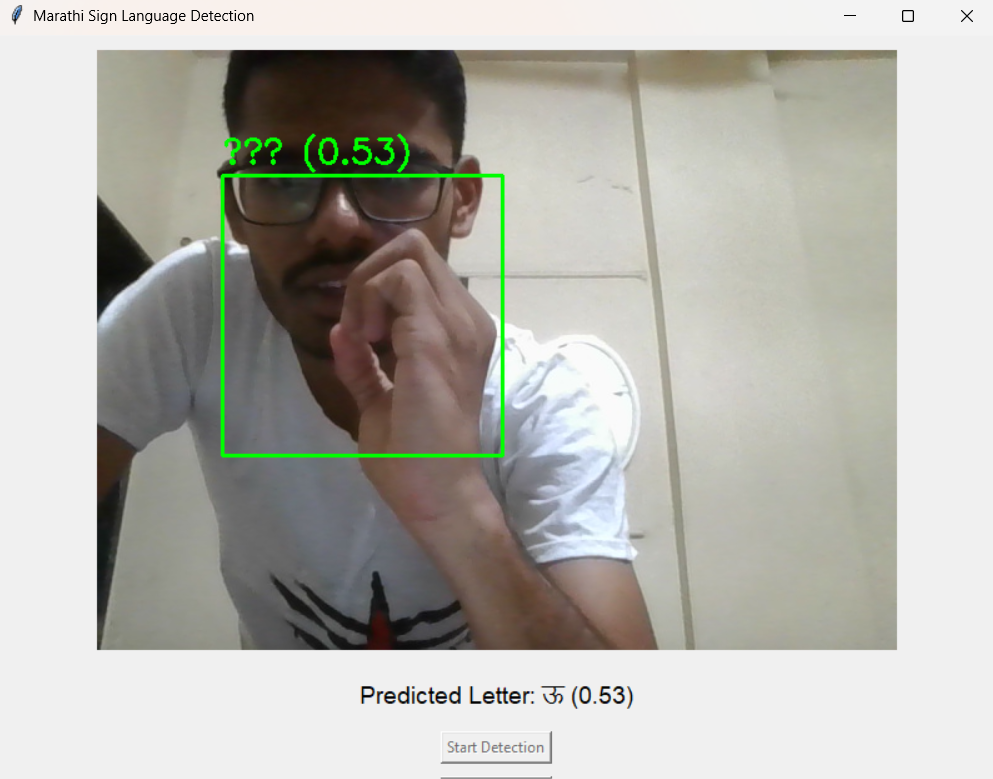 Marathi Sign Language Detection
??? (0.53)
Predicted Letter: ऊ (0.53)
Start Detection